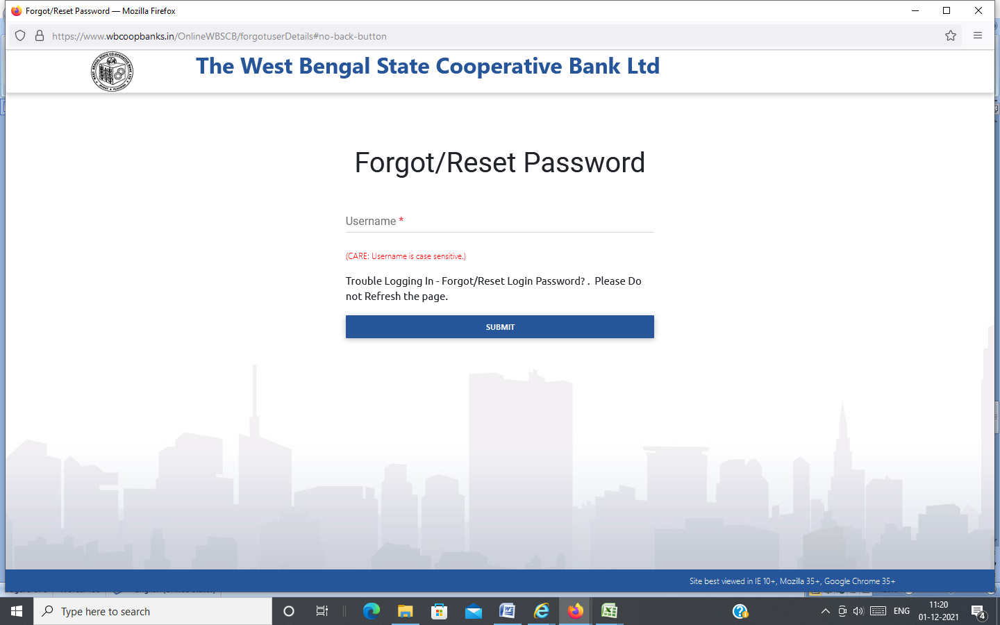 Forgot/Reset Password — Mozilla Firefox
https://www.wbcoopbanks.in/OnlineWBSCB/forgotuserDetails#no-back-button
The West Bengal State Cooperative Bank Ltd
Forgot/Reset Password
Username *
(CARE: Username is case sensitive.)
Trouble Logging In - Forgot/Reset Login Password? .  Please Do
not Refresh the page.
SUBMIT
Site best viewed in IE 10+, Mozilla 35+, Google Chrome 35+
Type here to search
ENG
11:20
01-12-2021
4